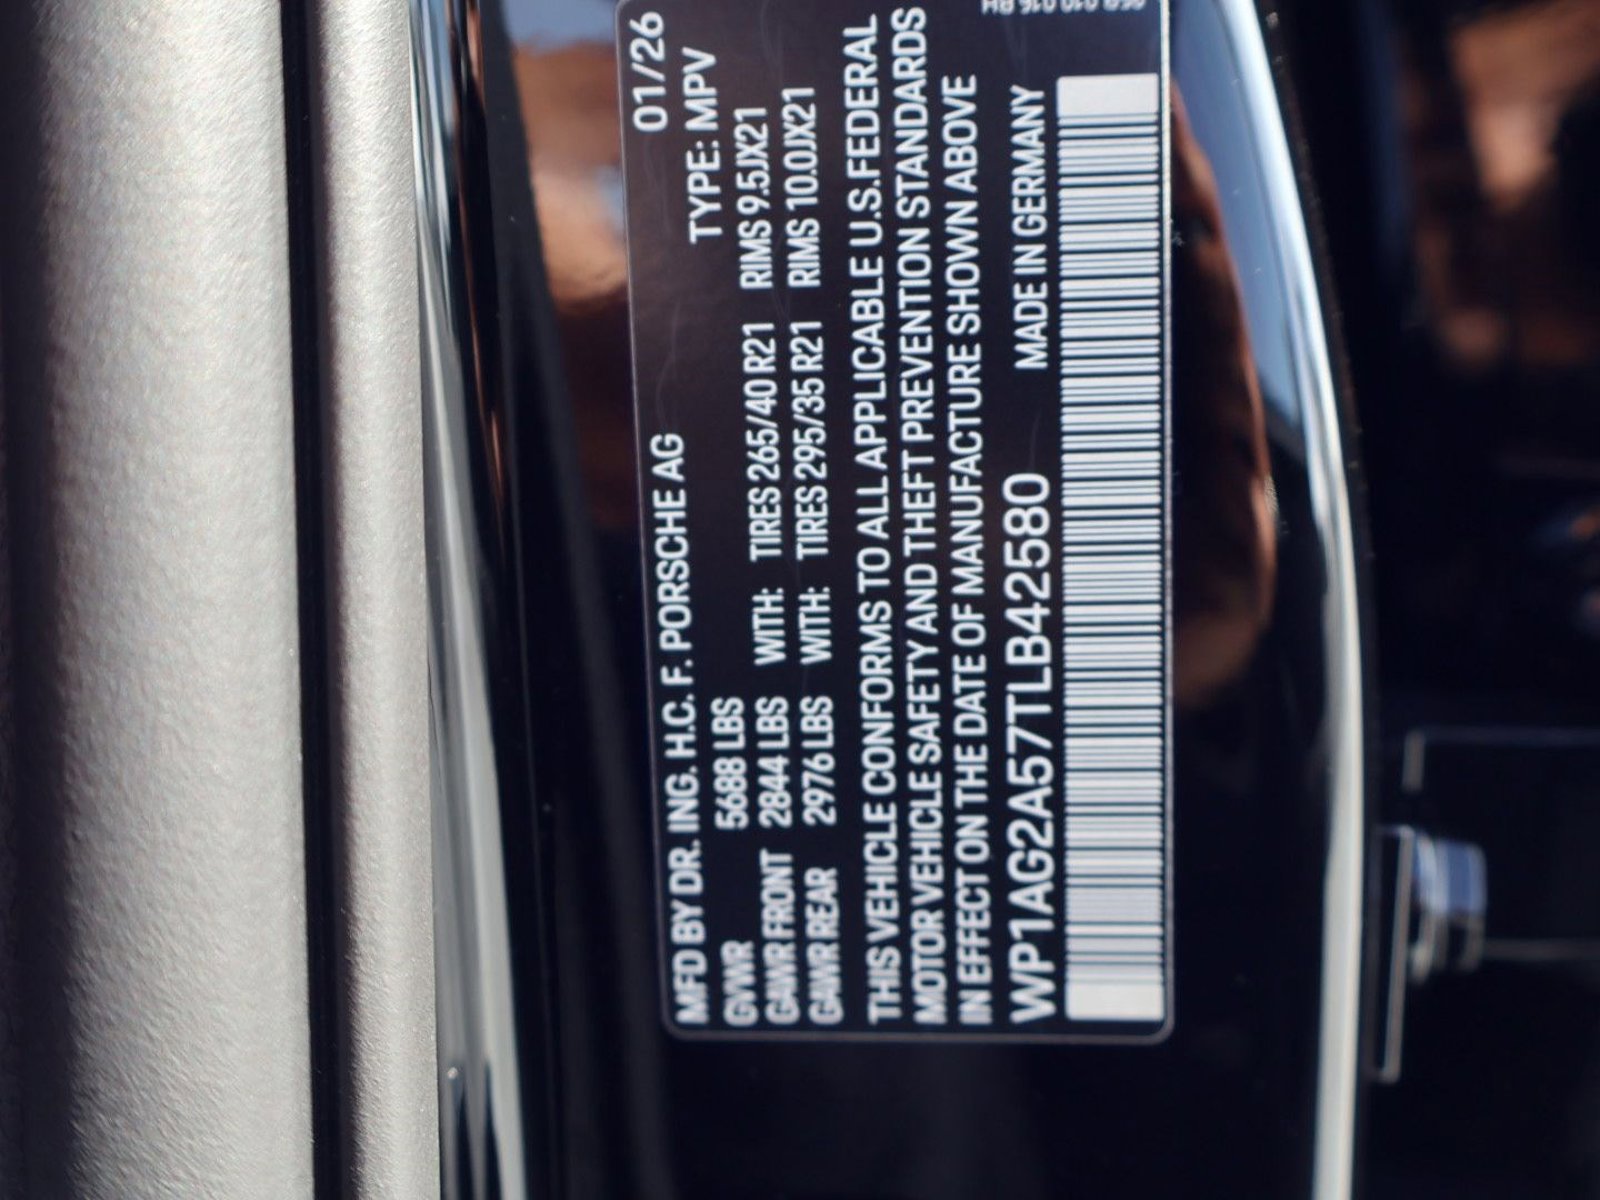 MFD BY DR. ING. H.C. F. PORSCHE AG 01/26
GVWR 5688 LBS TYPE: MPV
GAWR FRONT 2844 LBS WITH: TIRES 265/40 R21 RIMS 9.5JX21
GAWR REAR 2976 LBS WITH: TIRES 295/35 R21 RIMS 10.0JX21
THIS VEHICLE CONFORMS TO ALL APPLICABLE U.S.FEDERAL
MOTOR VEHICLE SAFETY AND THEFT PREVENTION STANDARDS
IN EFFECT ON THE DATE OF MANUFACTURE SHOWN ABOVE
WP1AG2A57TLB42580 MADE IN GERMANY